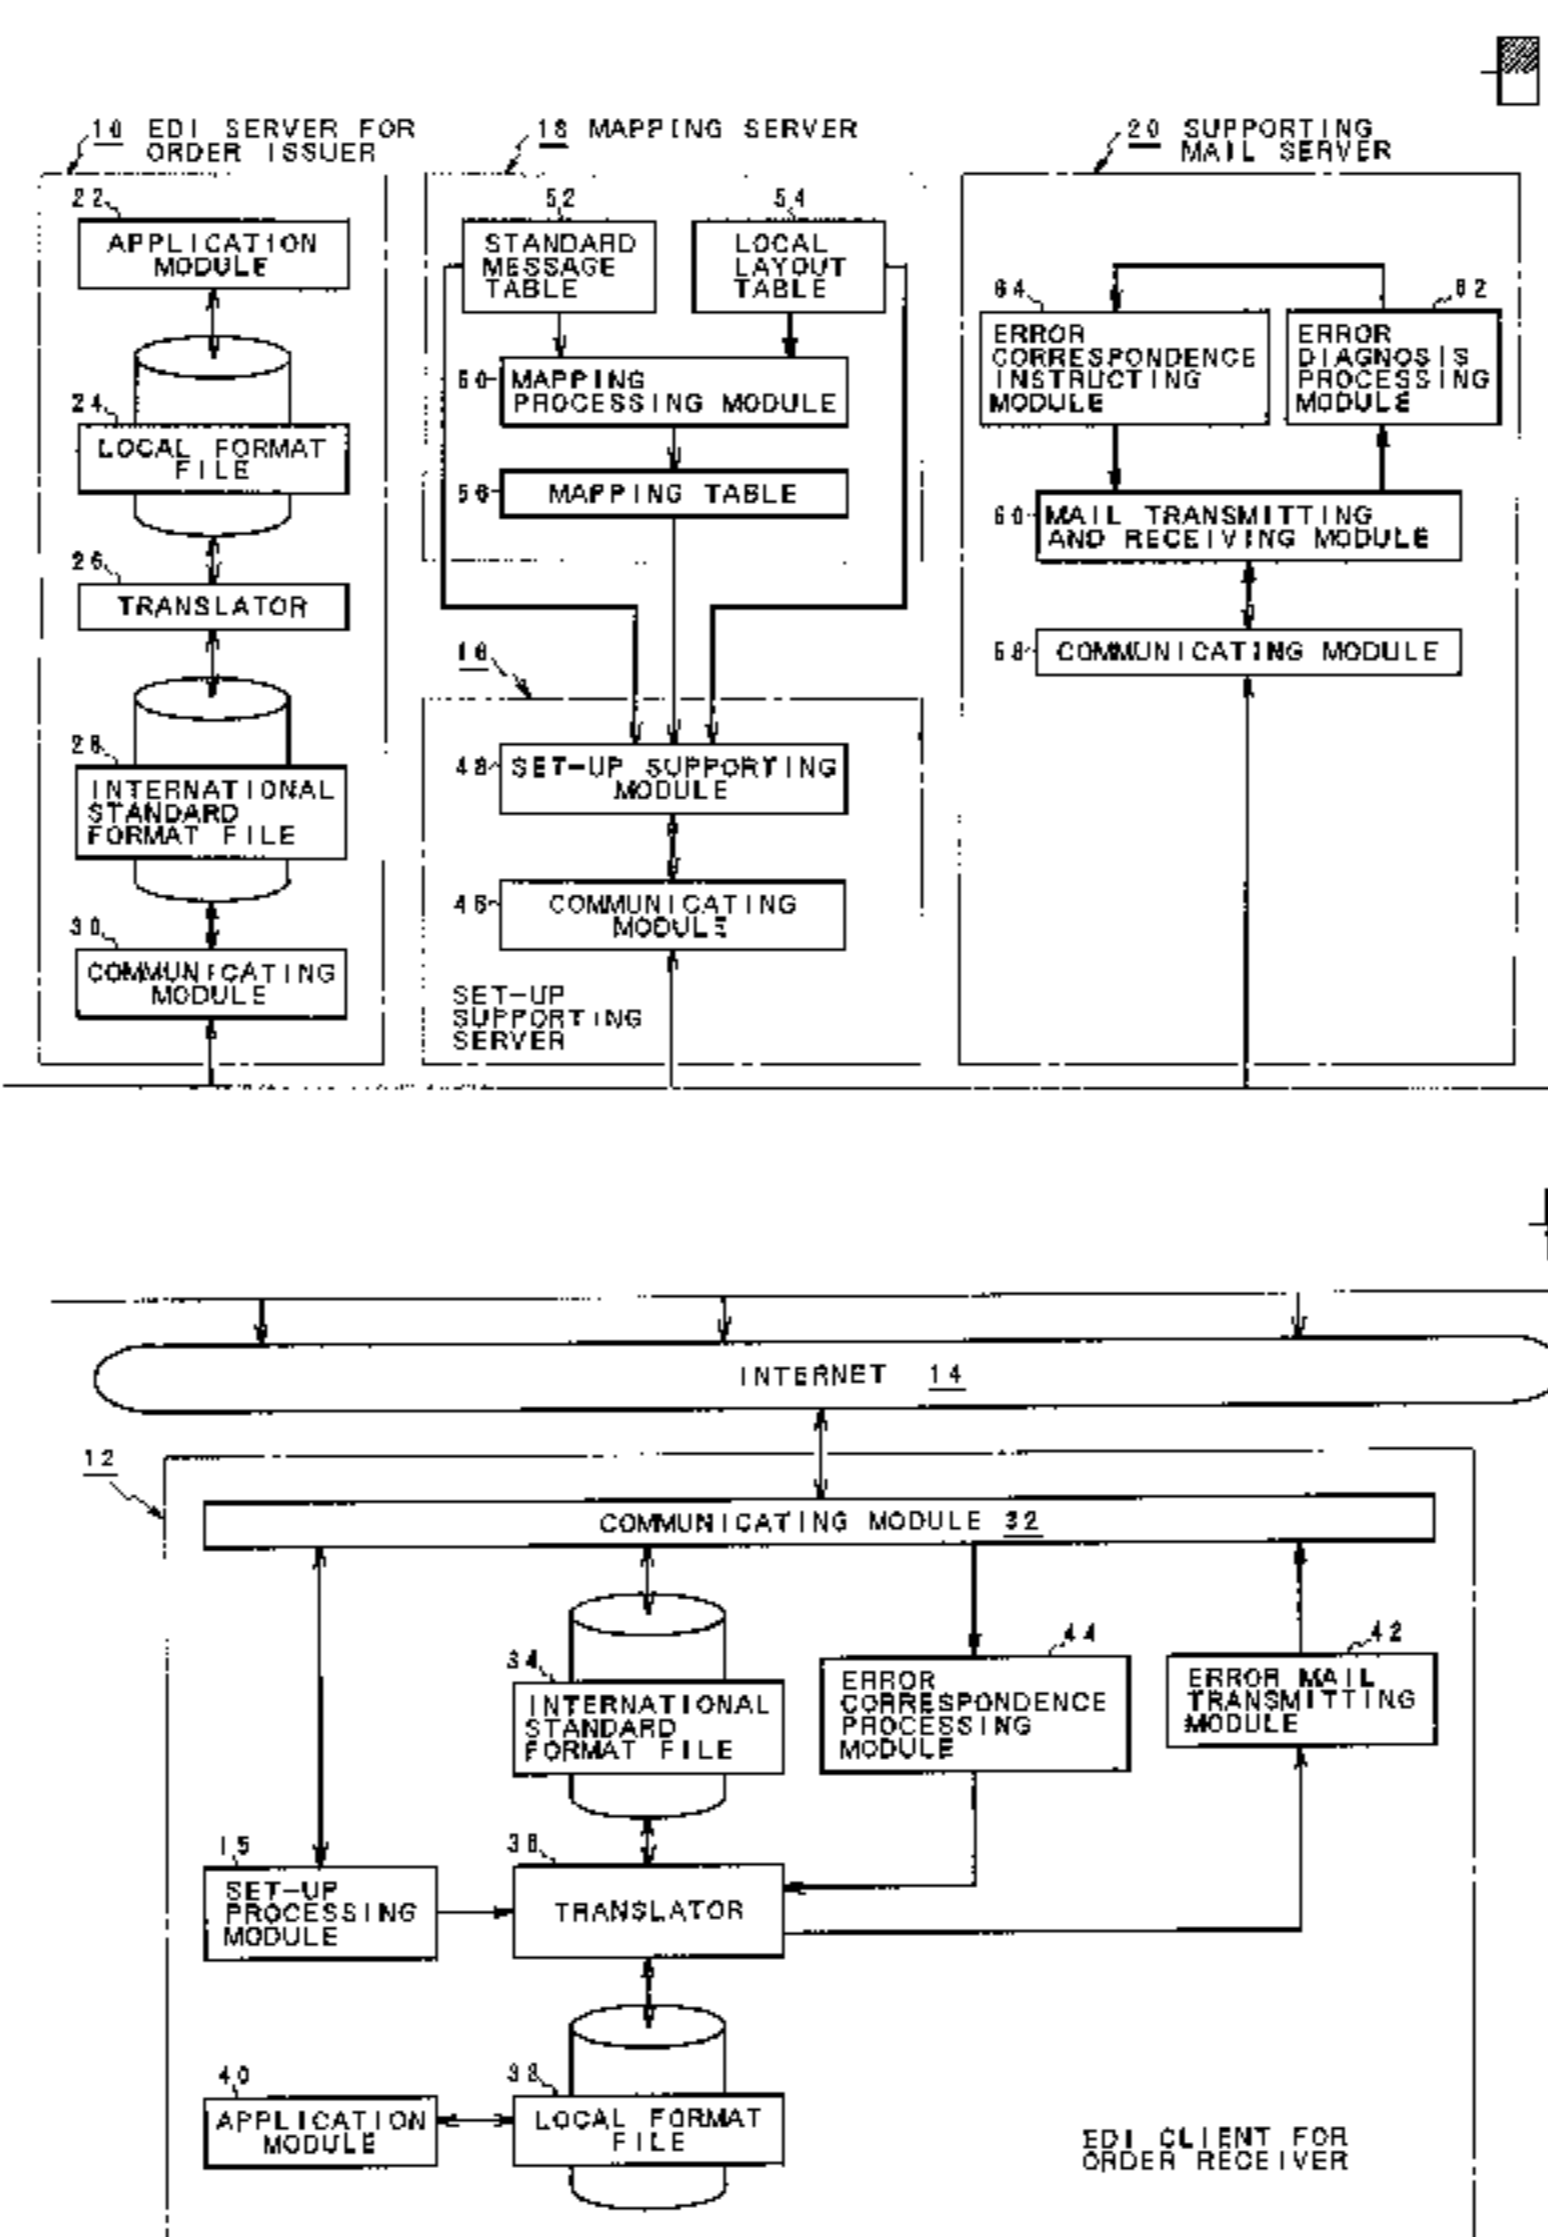 10 EDI SERVER FOR
ORDER ISSUER
22
APPLICATION
MODULE
24
LOCAL FORMAT
FILE
26
TRANSLATOR
28
INTERNATIONAL
STANDARD
FORMAT FILE
30
COMMUNICATING
MODULE
18 MAPPING SERVER
52
STANDARD
MESSAGE
TABLE
54
LOCAL
LAYOUT
TABLE
MAPPING
PROCESSING MODULE
56
MAPPING TABLE
16
48
SET-UP SUPPORTING
MODULE
46
COMMUNICATING
MODULE
SET-UP
SUPPORTING
SERVER
20 SUPPORTING
MAIL SERVER
64
ERROR
CORRESPONDENCE
INSTRUCTING
MODULE
62
ERROR
DIAGNOSIS
PROCESSING
MODULE
60
MAIL TRANSMITTING
AND RECEIVING MODULE
58
COMMUNICATING MODULE
INTERNET 14
12
COMMUNICATING MODULE 32
34
INTERNATIONAL
STANDARD
FORMAT FILE
44
ERROR
CORRESPONDENCE
PROCESSING
MODULE
42
ERROR MAIL
TRANSMITTING
MODULE
15
SET-UP
PROCESSING
MODULE
36
TRANSLATOR
40
APPLICATION
MODULE
38
LOCAL FORMAT
FILE
EDI CLIENT FOR
ORDER RECEIVER